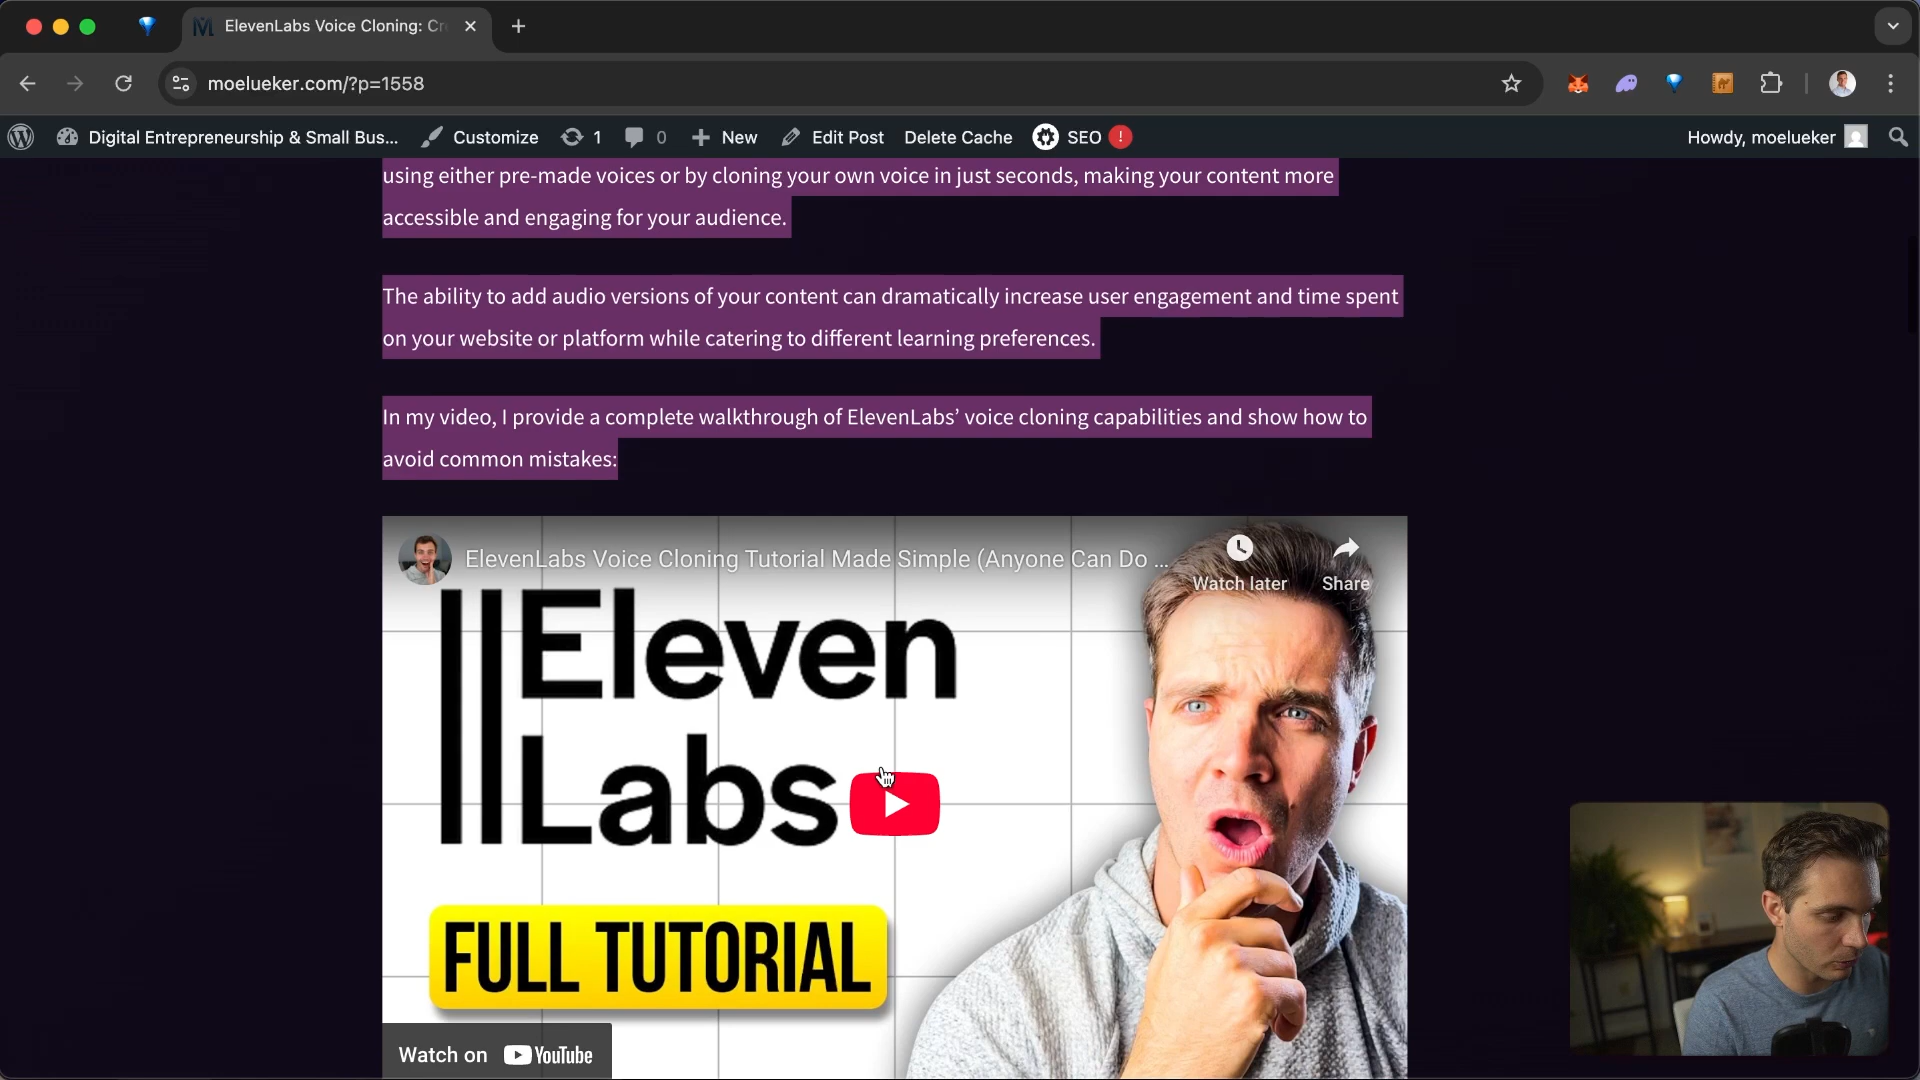 ElevenLabs Voice Cloning: Cr
moelueker.com/?p=1558
Digital Entrepreneurship & Small Bus... Customize 1 0 New Edit Post Delete Cache SEO ! Howdy, moelueker
using either pre-made voices or by cloning your own voice in just seconds, making your content more
accessible and engaging for your audience.
The ability to add audio versions of your content can dramatically increase user engagement and time spent
on your website or platform while catering to different learning preferences.
In my video, I provide a complete walkthrough of ElevenLabs’ voice cloning capabilities and show how to
avoid common mistakes:
ElevenLabs Voice Cloning Tutorial Made Simple (Anyone Can Do ...
Watch later Share
||Eleven
Labs
FULL TUTORIAL
Watch on YouTube